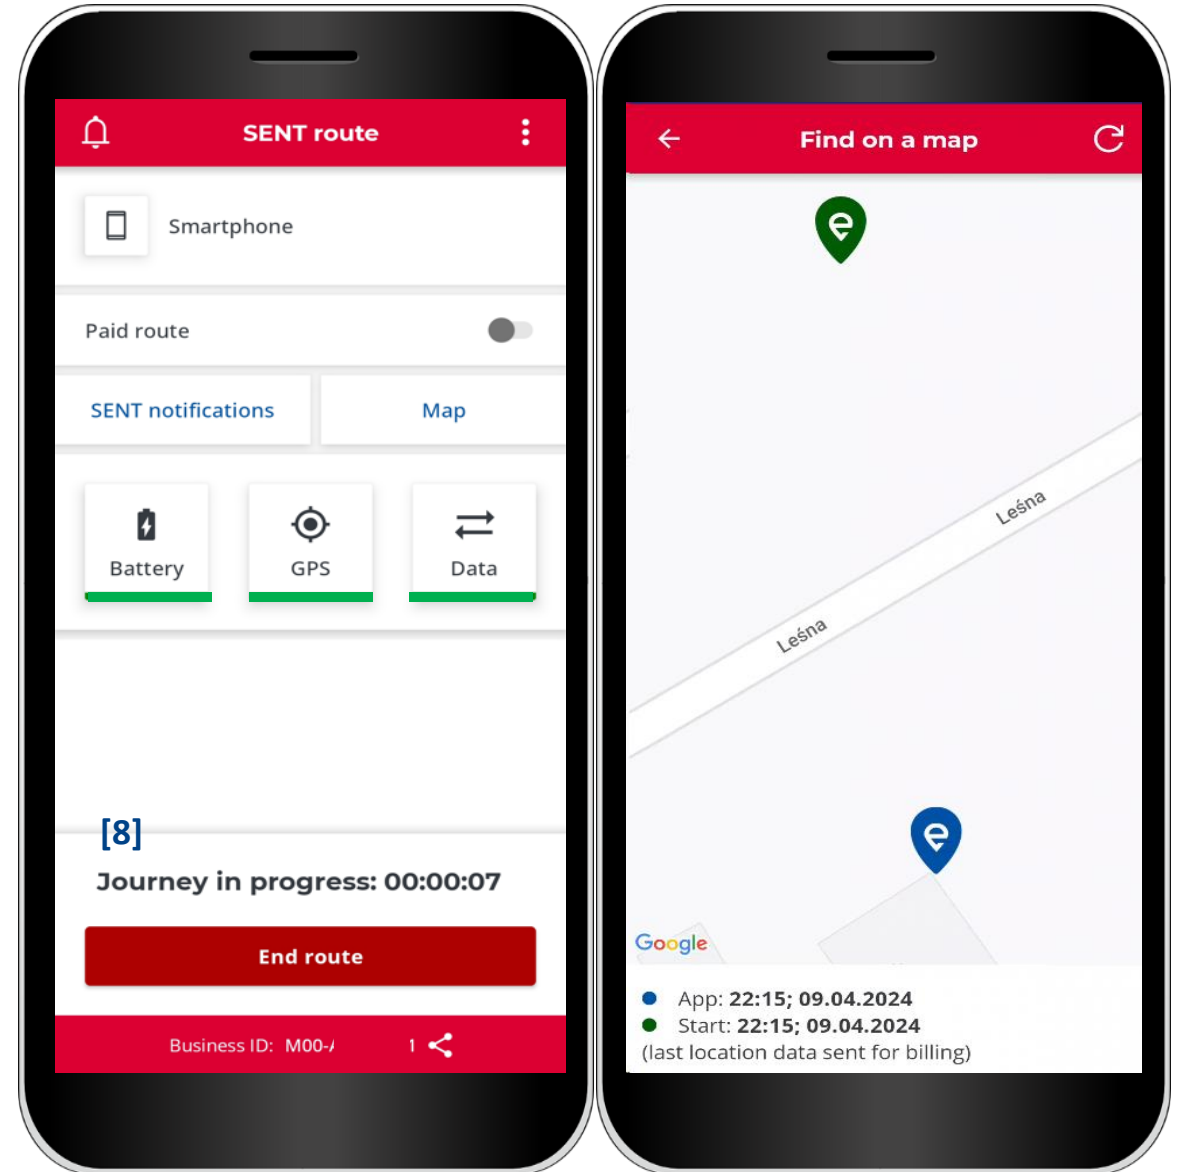 SENT route
Smartphone
Paid route
SENT notifications
Map
Battery
GPS
Data
[8]
Journey in progress: 00:00:07
End route
Business ID: M00-
Find on a map
Leśna
Leśna
Google
App: 22:15; 09.04.2024
Start: 22:15; 09.04.2024
(last location data sent for billing)